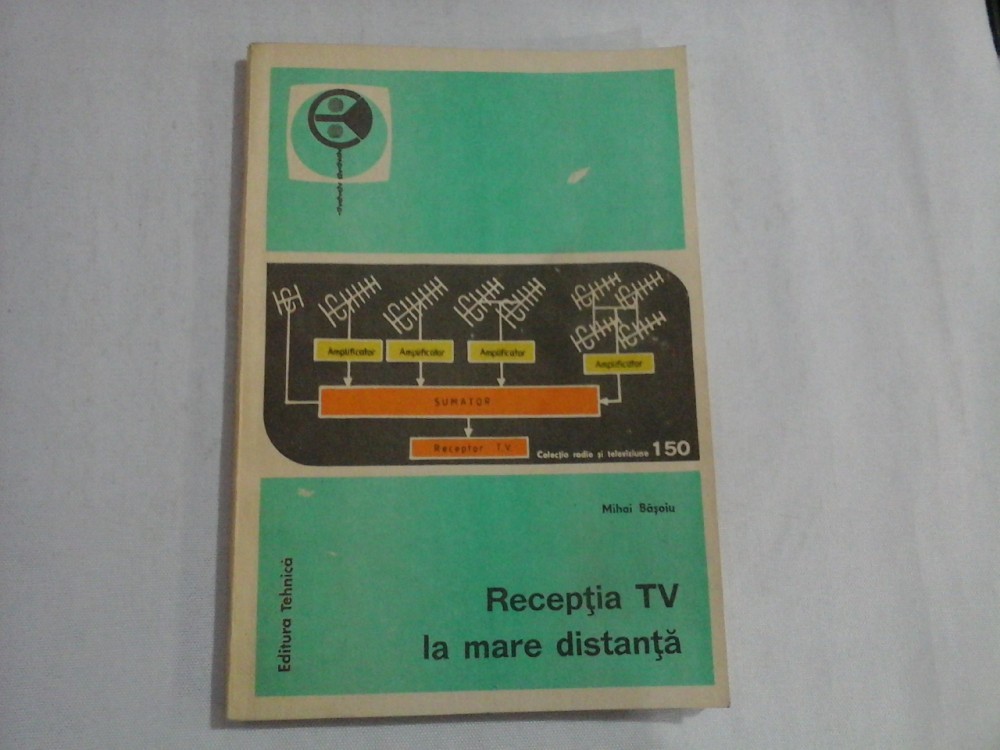 Amplificator Amplificator Amplificator
Amplificator
SUMATOR
Receptor T.V.
Colecția radio și televiziune 150
Mihai Bășoiu
Recepția TV
la mare distanță
Editura Tehnică